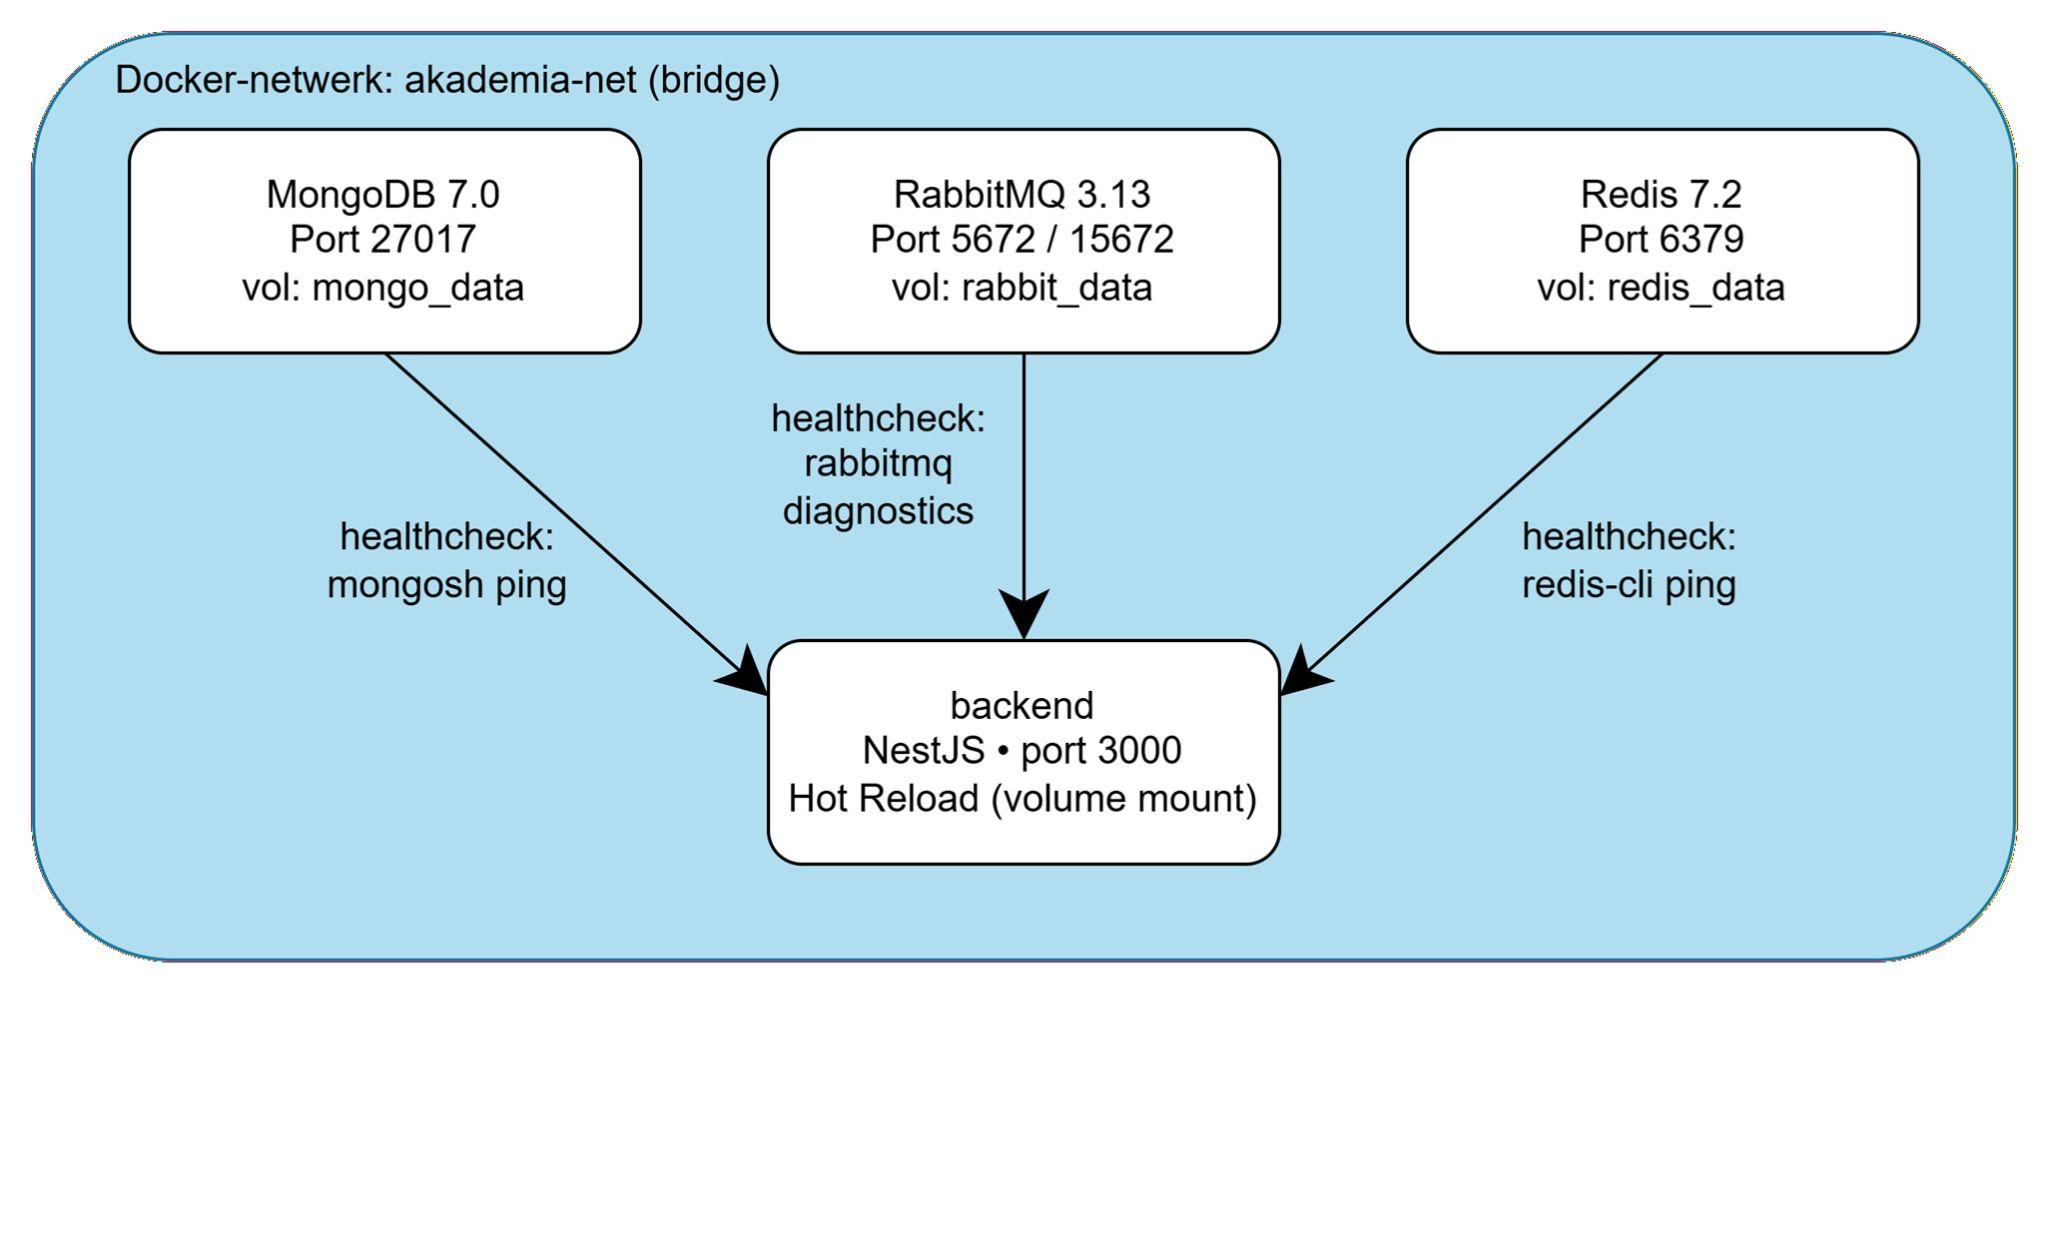 Docker-netwerk: akademia-net (bridge)
MongoDB 7.0
Port 27017
vol: mongo_data
RabbitMQ 3.13
Port 5672 / 15672
vol: rabbit_data
Redis 7.2
Port 6379
vol: redis_data
healthcheck:
mongosh ping
healthcheck:
rabbitmq
diagnostics
healthcheck:
redis-cli ping
backend
NestJS • port 3000
Hot Reload (volume mount)